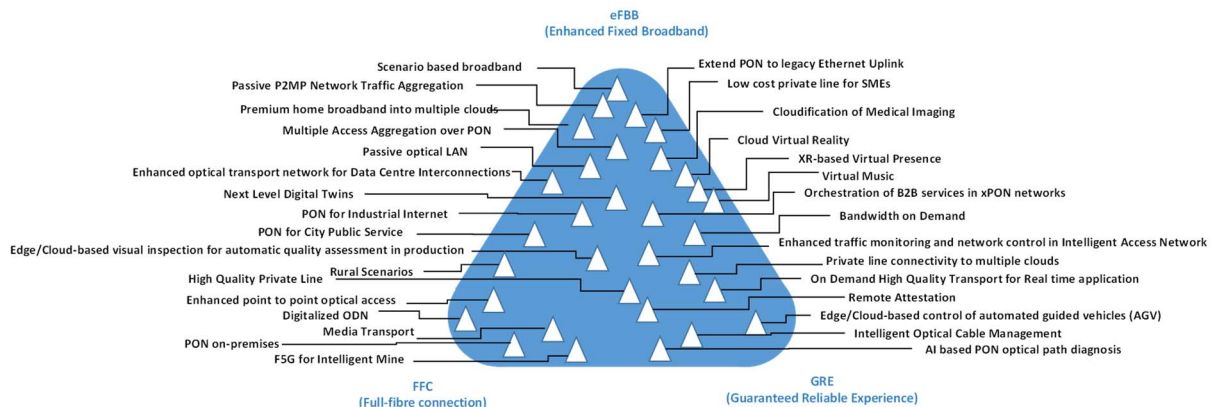 eFBB
(Enhanced Fixed Broadband)
Scenario based broadband
Passive P2MP Network Traffic Aggregation
Premium home broadband into multiple clouds
Multiple Access Aggregation over PON
Passive optical LAN
Enhanced optical transport network for Data Centre Interconnections
Next Level Digital Twins
PON for Industrial Internet
PON for City Public Service
Edge/Cloud-based visual inspection for automatic quality assessment in production
Rural Scenarios
High Quality Private Line
Enhanced point to point optical access
Digitalized ODN
Media Transport
PON on-premises
F5G for Intelligent Mine
Extend PON to legacy Ethernet Uplink
Low cost private line for SMEs
Cloudification of Medical Imaging
Cloud Virtual Reality
XR-based Virtual Presence
Virtual Music
Orchestration of B2B services in xPON networks
Bandwidth on Demand
Enhanced traffic monitoring and network control in Intelligent Access Network
Private line connectivity to multiple clouds
On Demand High Quality Transport for Real time application
Remote Attestation
Edge/Cloud-based control of automated guided vehicles (AGV)
Intelligent Optical Cable Management
AI based PON optical path diagnosis
FFC
(Full-fibre connection)
GRE
(Guaranteed Reliable Experience)